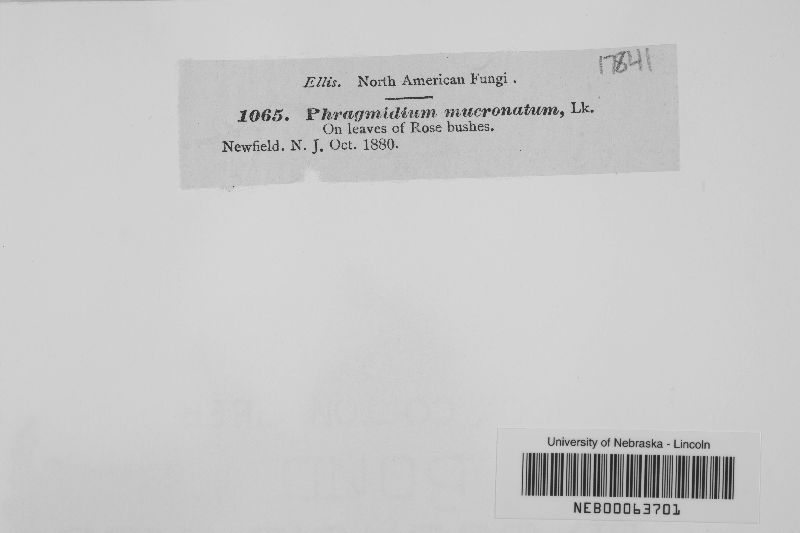 17841
Ellis. North American Fungi.
1065. Phragmidium mucronatum, Lk.
On leaves of Rose bushes.
Newfield. N. J. Oct. 1880.
University of Nebraska - Lincoln
NEB00063701